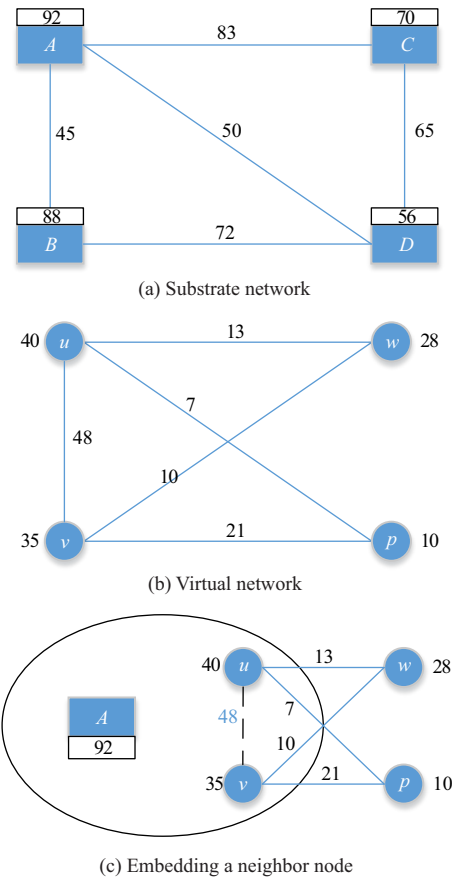 92
70
A
83
C
45
50
65
88
56
B
72
D
(a) Substrate network
40
u
13
w
28
7
48
10
35
v
21
p
10
(b) Virtual network
40
u
13
w
28
A
48
7
92
10
35
v
21
p
10
(c) Embedding a neighbor node